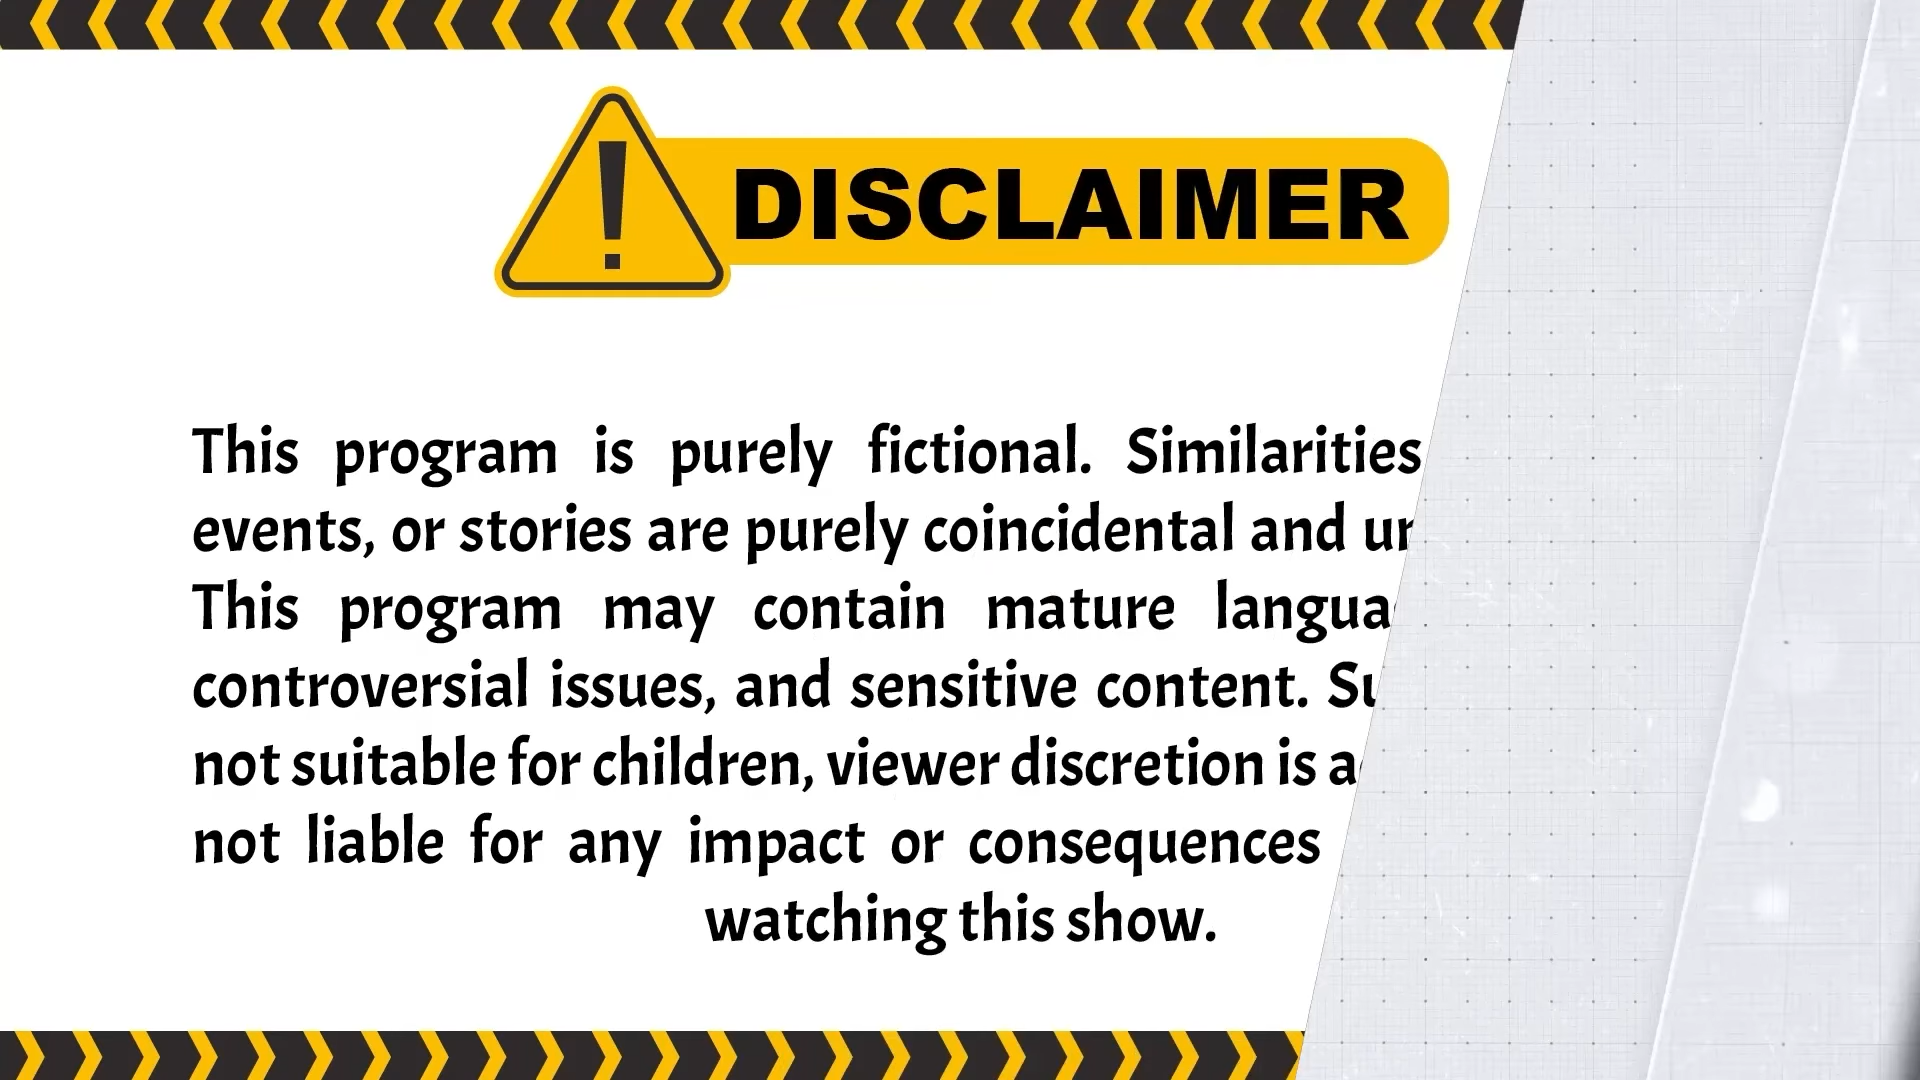 DISCLAIMER
This program is purely fictional. Similarities
events, or stories are purely coincidental and
This program may contain mature
controversial issues, and sensitive content.
not suitable for children, viewer discretion is
not liable for any impact or consequences
watching this show.